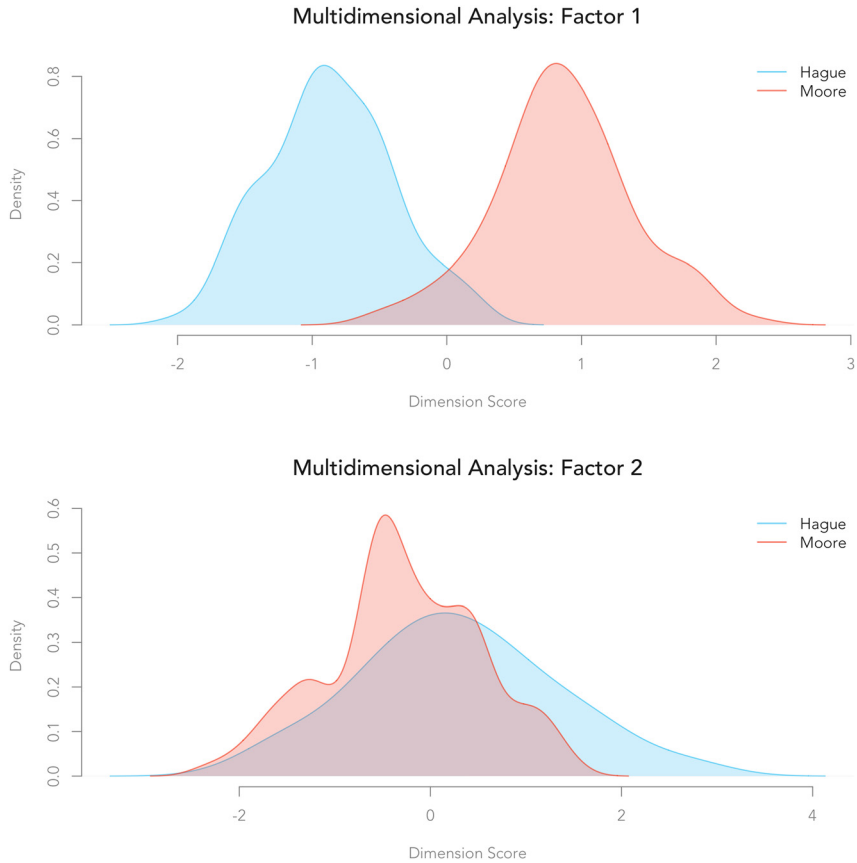 Multidimensional Analysis: Factor 1
Hague
Moore
Density
0.0
0.2
0.4
0.6
0.8
-2 -1 0 1 2 3
Dimension Score
Multidimensional Analysis: Factor 2
Hague
Moore
Density
0.0
0.1
0.2
0.3
0.4
0.5
0.6
-2 0 2 4
Dimension Score